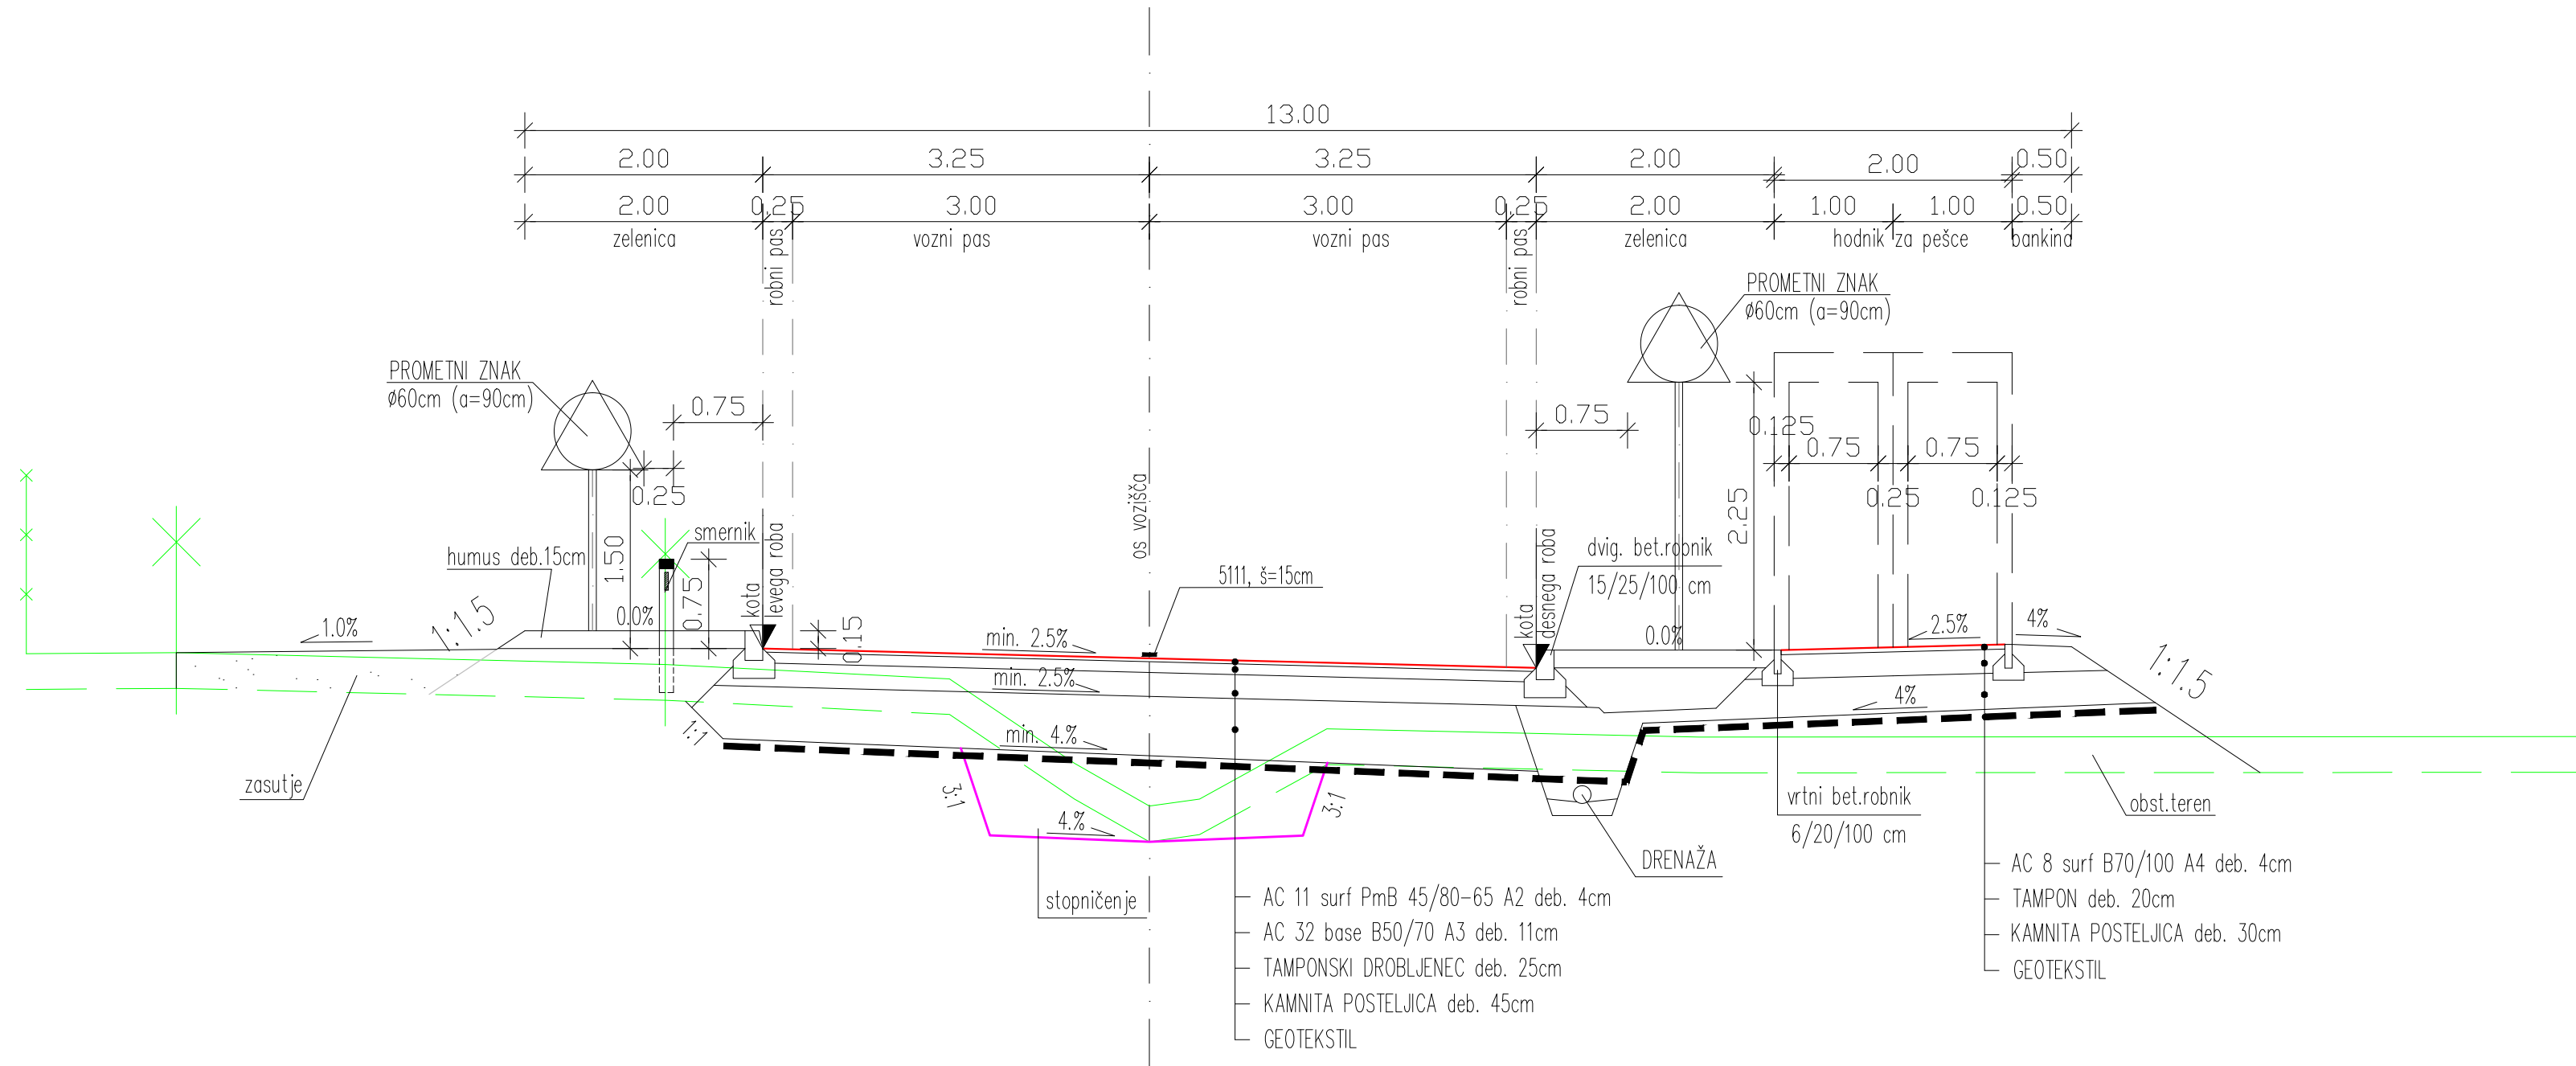 13.00
2.00 3.25 3.25 2.00 2.00 0.50
2.00 0.25 3.00 3.00 0.25 2.00 1.00 1.00 0.50
zelenica robni pas vozni pas vozni pas robni pas zelenica hodnik za pešce bankina
PROMETNI ZNAK
Ø60cm (a=90cm)
PROMETNI ZNAK
Ø60cm (a=90cm)
0.75
0.25
1.50
smernik
0.75
humus deb.15cm
0.0%
1.0%
1:1.5
kota
levega roba
0.15
os vozišča
5111, š=15cm
min. 2.5%
min. 2.5%
min. 4.%
1:1
zasutje
3:1
4.%
3:1
stopničenje
0.75
2.25
0.125
0.75
0.75
0.25
0.125
kota
desnega roba
dvig. bet.robnik
15/25/100 cm
0.0%
2.5%
4%
1:1.5
4%
vrtni bet.robnik
6/20/100 cm
obst.teren
DRENAŽA
AC 11 surf PmB 45/80-65 A2 deb. 4cm
AC 32 base B50/70 A3 deb. 11cm
TAMPONSKI DROBLJENEC deb. 25cm
KAMNITA POSTELJICA deb. 45cm
GEOTEKSTIL
AC 8 surf B70/100 A4 deb. 4cm
TAMPON deb. 20cm
KAMNITA POSTELJICA deb. 30cm
GEOTEKSTIL